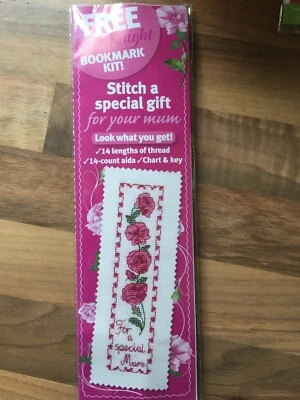 FREE
BOOKMARK
KIT!
Stitch a
special gift
for your mum
Look what you get!
✓14 lengths of thread
✓14-count aida ✓Chart & key
For
a
special
Mum